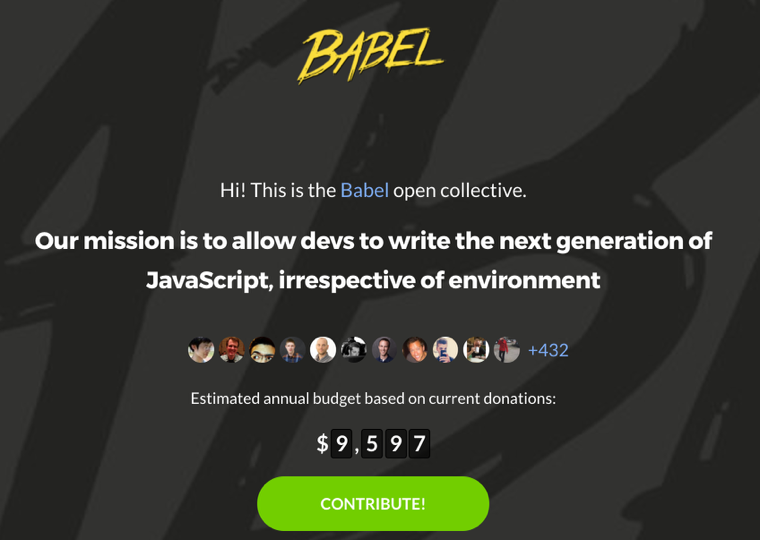 BABEL
Hi! This is the Babel open collective.
Our mission is to allow devs to write the next generation of
JavaScript, irrespective of environment
+432
Estimated annual budget based on current donations:
$9,597
CONTRIBUTE!